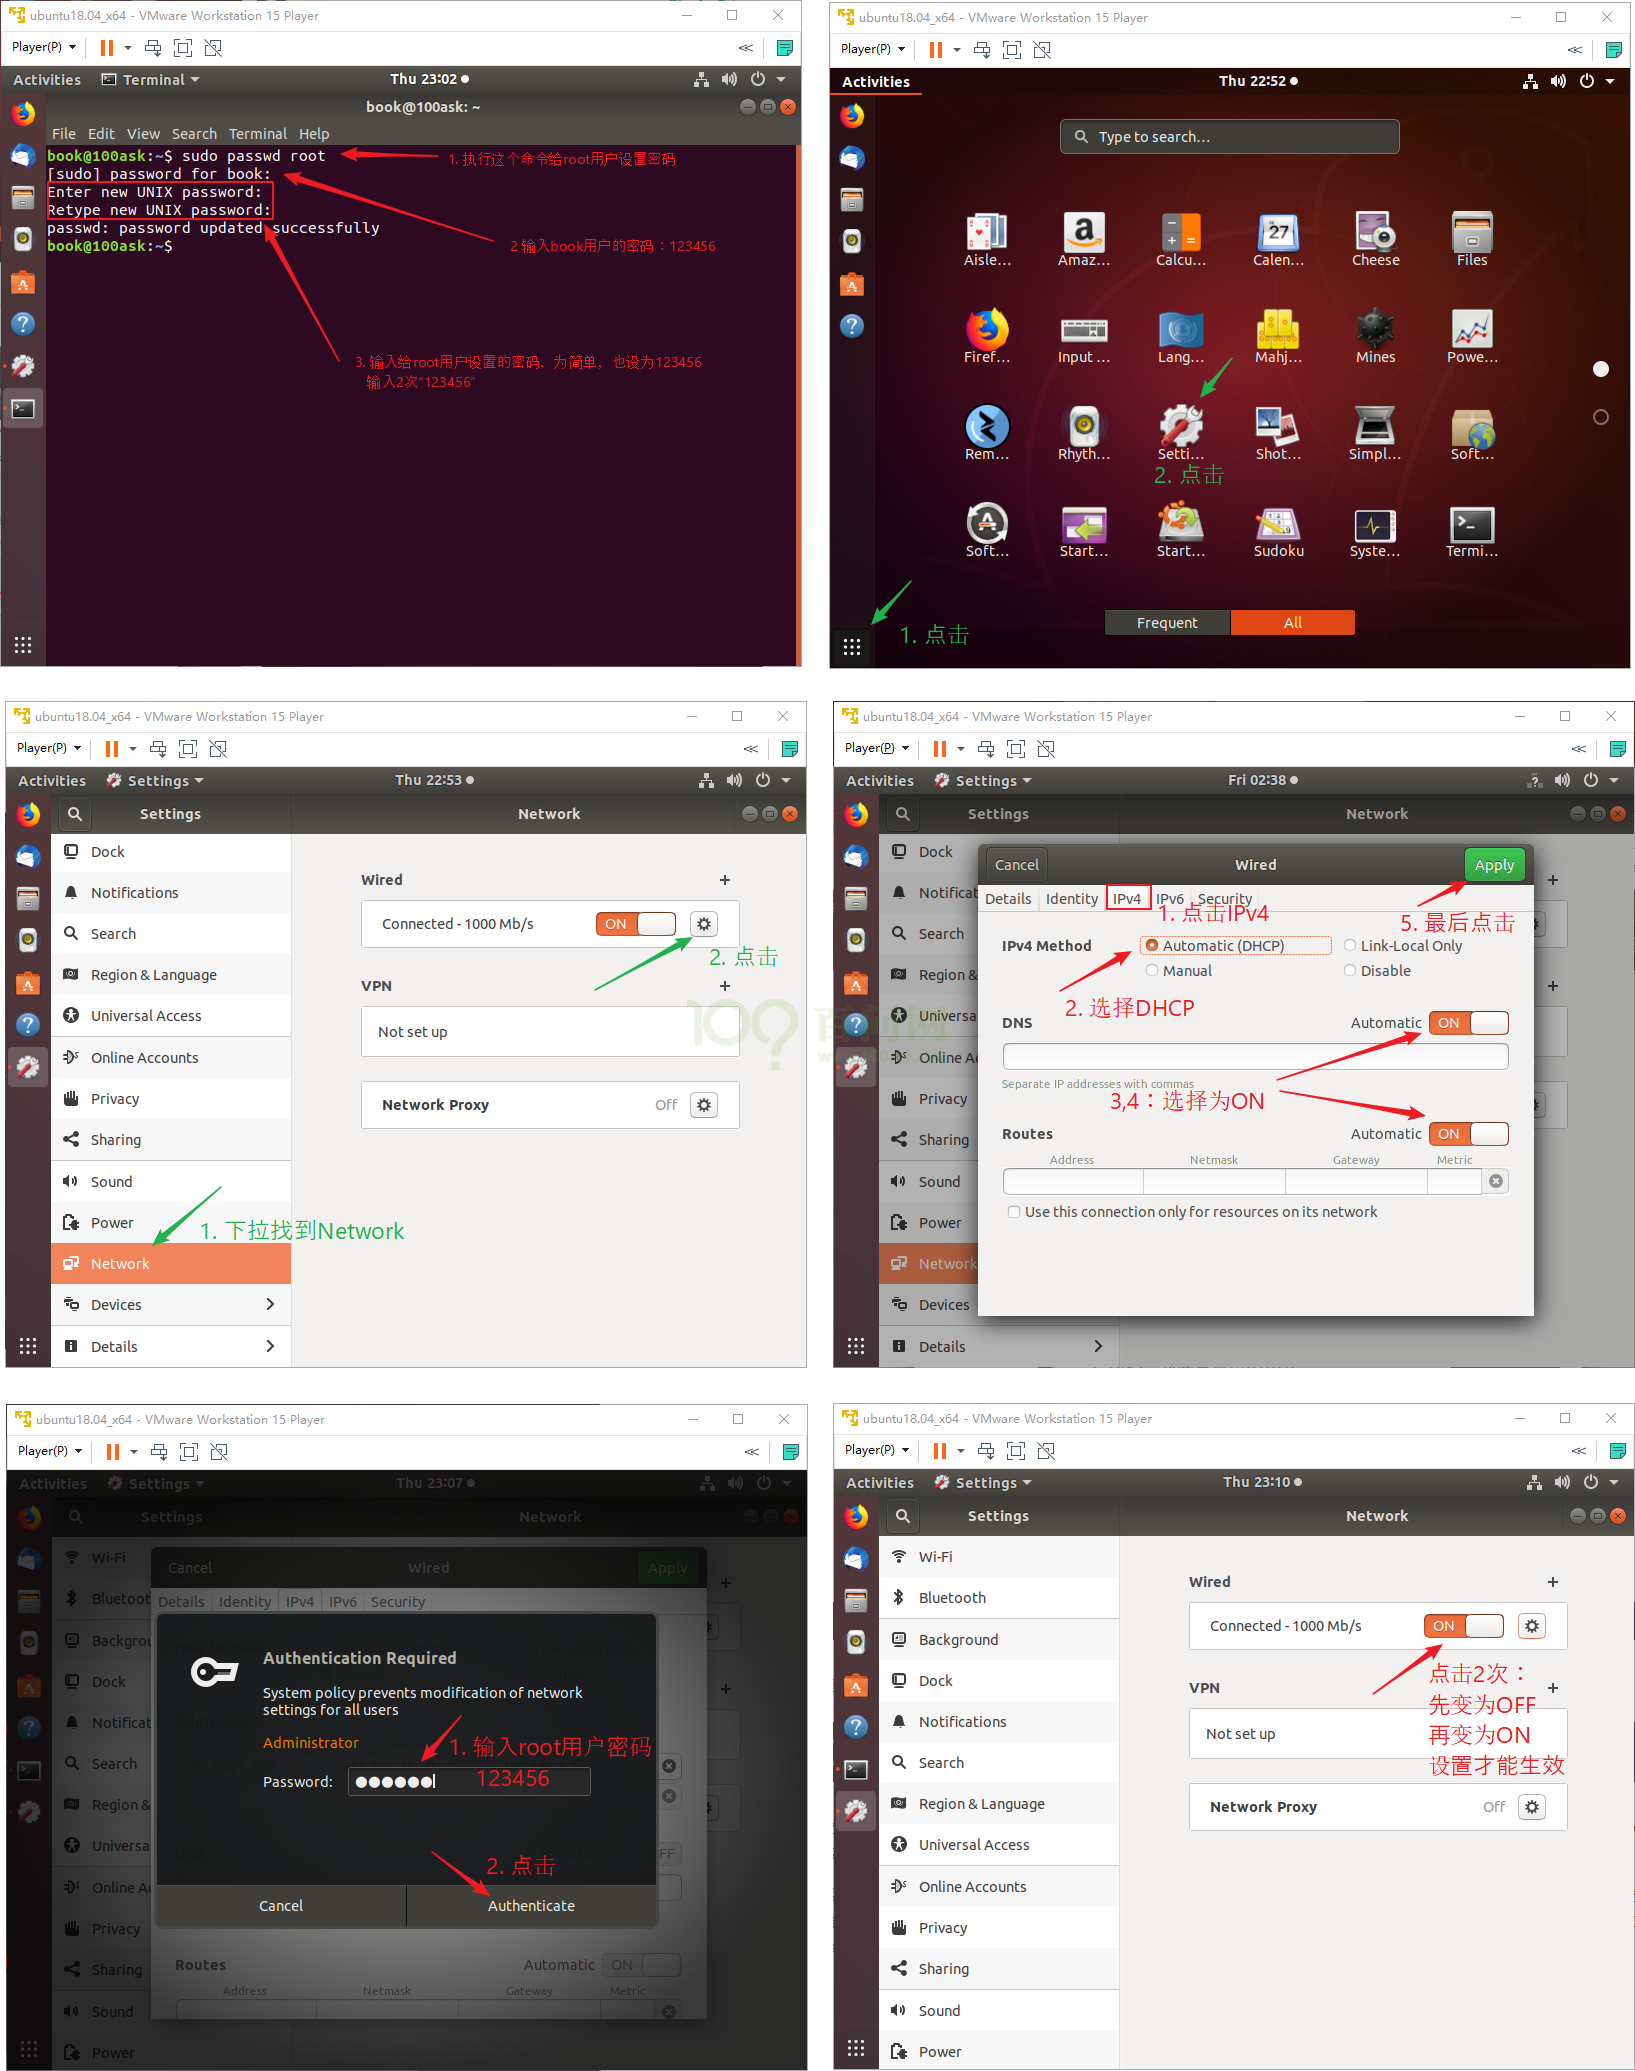 ubuntu18.04_x64 - VMware Workstation 15 Player
Player(P)
Activities Terminal Thu 23:02
book@100ask: ~
File Edit View Search Terminal Help
book@100ask:~$ sudo passwd root
1. 执行这个命令给root用户设置密码
[sudo] password for book:
Enter new UNIX password:
Retype new UNIX password:
passwd: password updated successfully
book@100ask:~$
2 输入book用户的密码：123456
3. 输入给root用户设置的密码，为简单，也设为123456
输入2次“123456”
ubuntu18.04_x64 - VMware Workstation 15 Player
Player(P)
Activities Thu 22:52
Type to search...
Aisle... Amaz... Calcu... Calen... Cheese Files
Firef... Input ... Lang... Mahj... Mines Powe...
Rem... Rhyth... Setti... Shot... Simpl... Soft...
2. 点击
Soft... Start... Start... Sudoku Syste... Termi...
1. 点击
Frequent All
ubuntu18.04_x64 - VMware Workstation 15 Player
Player(P)
Activities Settings Thu 22:53
Settings Network
Dock
Notifications
Search
Region & Language
Universal Access
Online Accounts
Privacy
Sharing
Sound
Power
Network
Devices
Details
1. 下拉找到Network
Wired
Connected - 1000 Mb/s ON
2. 点击
VPN
Not set up
Network Proxy Off
ubuntu18.04_x64 - VMware Workstation 15 Player
Player(P)
Activities Settings Fri 02:38
Settings Network
Dock
Notificat
Search
Region &
Universa
Online Ac
Privacy
Sharing
Sound
Power
Network
Devices
Details
Cancel Wired Apply
Details Identity IPv4 IPv6 Security
1. 点击IPv4
5. 最后点击
IPv4 Method Automatic (DHCP) Link-Local Only
Manual Disable
2. 选择DHCP
DNS Automatic ON
Separate IP addresses with commas
3,4：选择为ON
Routes Automatic ON
Address Netmask Gateway Metric
Use this connection only for resources on its network
ubuntu18.04_x64 - VMware Workstation 15 Player
Player(P)
Activities Settings Thu 23:07
Settings Network
Wi-Fi
Bluetoot
Backgrou
Dock
Notificat
Search
Region &
Universa
Online Ac
Privacy
Sharing
Sound
Power
Cancel Wired Apply
Details Identity IPv4 IPv6 Security
Authentication Required
System policy prevents modification of network
settings for all users
Administrator
1. 输入root用户密码
123456
Password: ●●●●●●
2. 点击
Cancel Authenticate
Routes Automatic ON
Address Netmask Gateway Metric
ubuntu18.04_x64 - VMware Workstation 15 Player
Player(P)
Activities Settings Thu 23:10
Settings Network
Wi-Fi
Bluetooth
Background
Dock
Notifications
Search
Region & Language
Universal Access
Online Accounts
Privacy
Sharing
Sound
Power
Wired
Connected - 1000 Mb/s ON
点击2次：
先变为OFF
再变为ON
设置才能生效
VPN
Not set up
Network Proxy Off